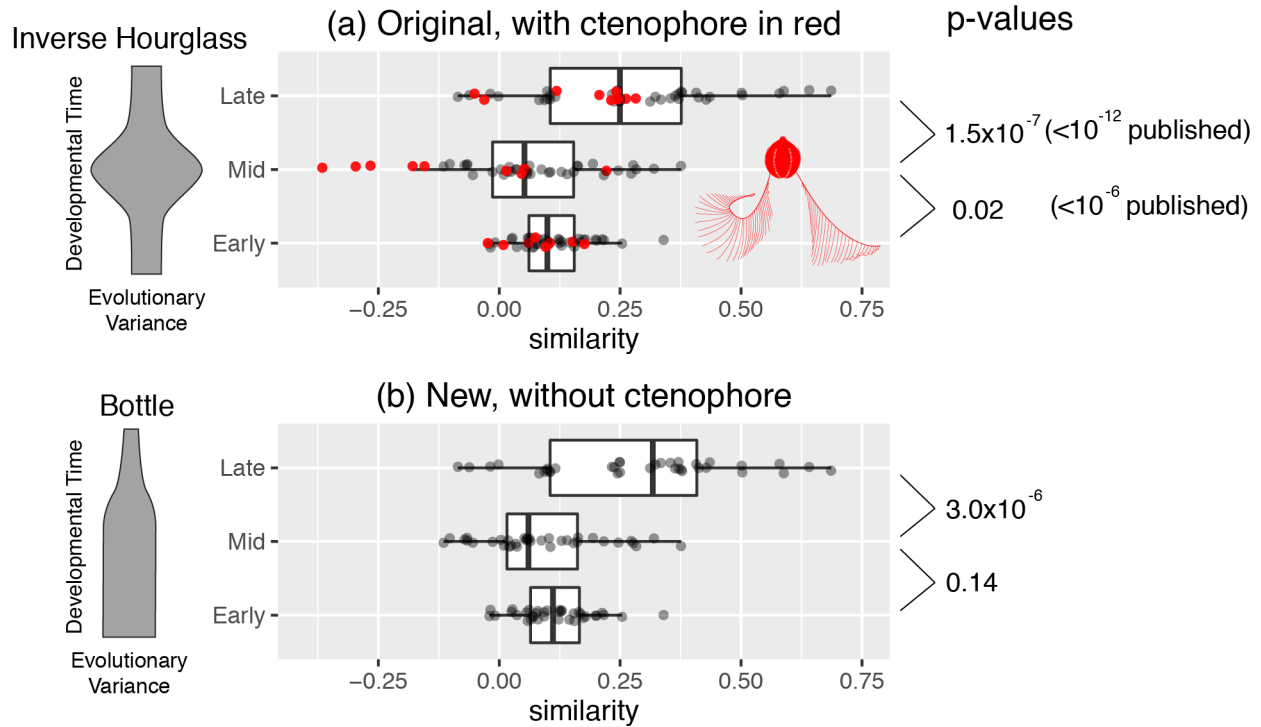 (a) Original, with ctenophore in red
p-values
Inverse Hourglass
Developmental Time
Evolutionary
Variance
Late
Mid
Early
−0.25 0.00 0.25 0.50 0.75
similarity
1.5x10⁻⁷ (<10⁻¹² published)
0.02 (<10⁻⁶ published)
(b) New, without ctenophore
Bottle
Developmental Time
Evolutionary
Variance
Late
Mid
Early
−0.25 0.00 0.25 0.50 0.75
similarity
3.0x10⁻⁶
0.14